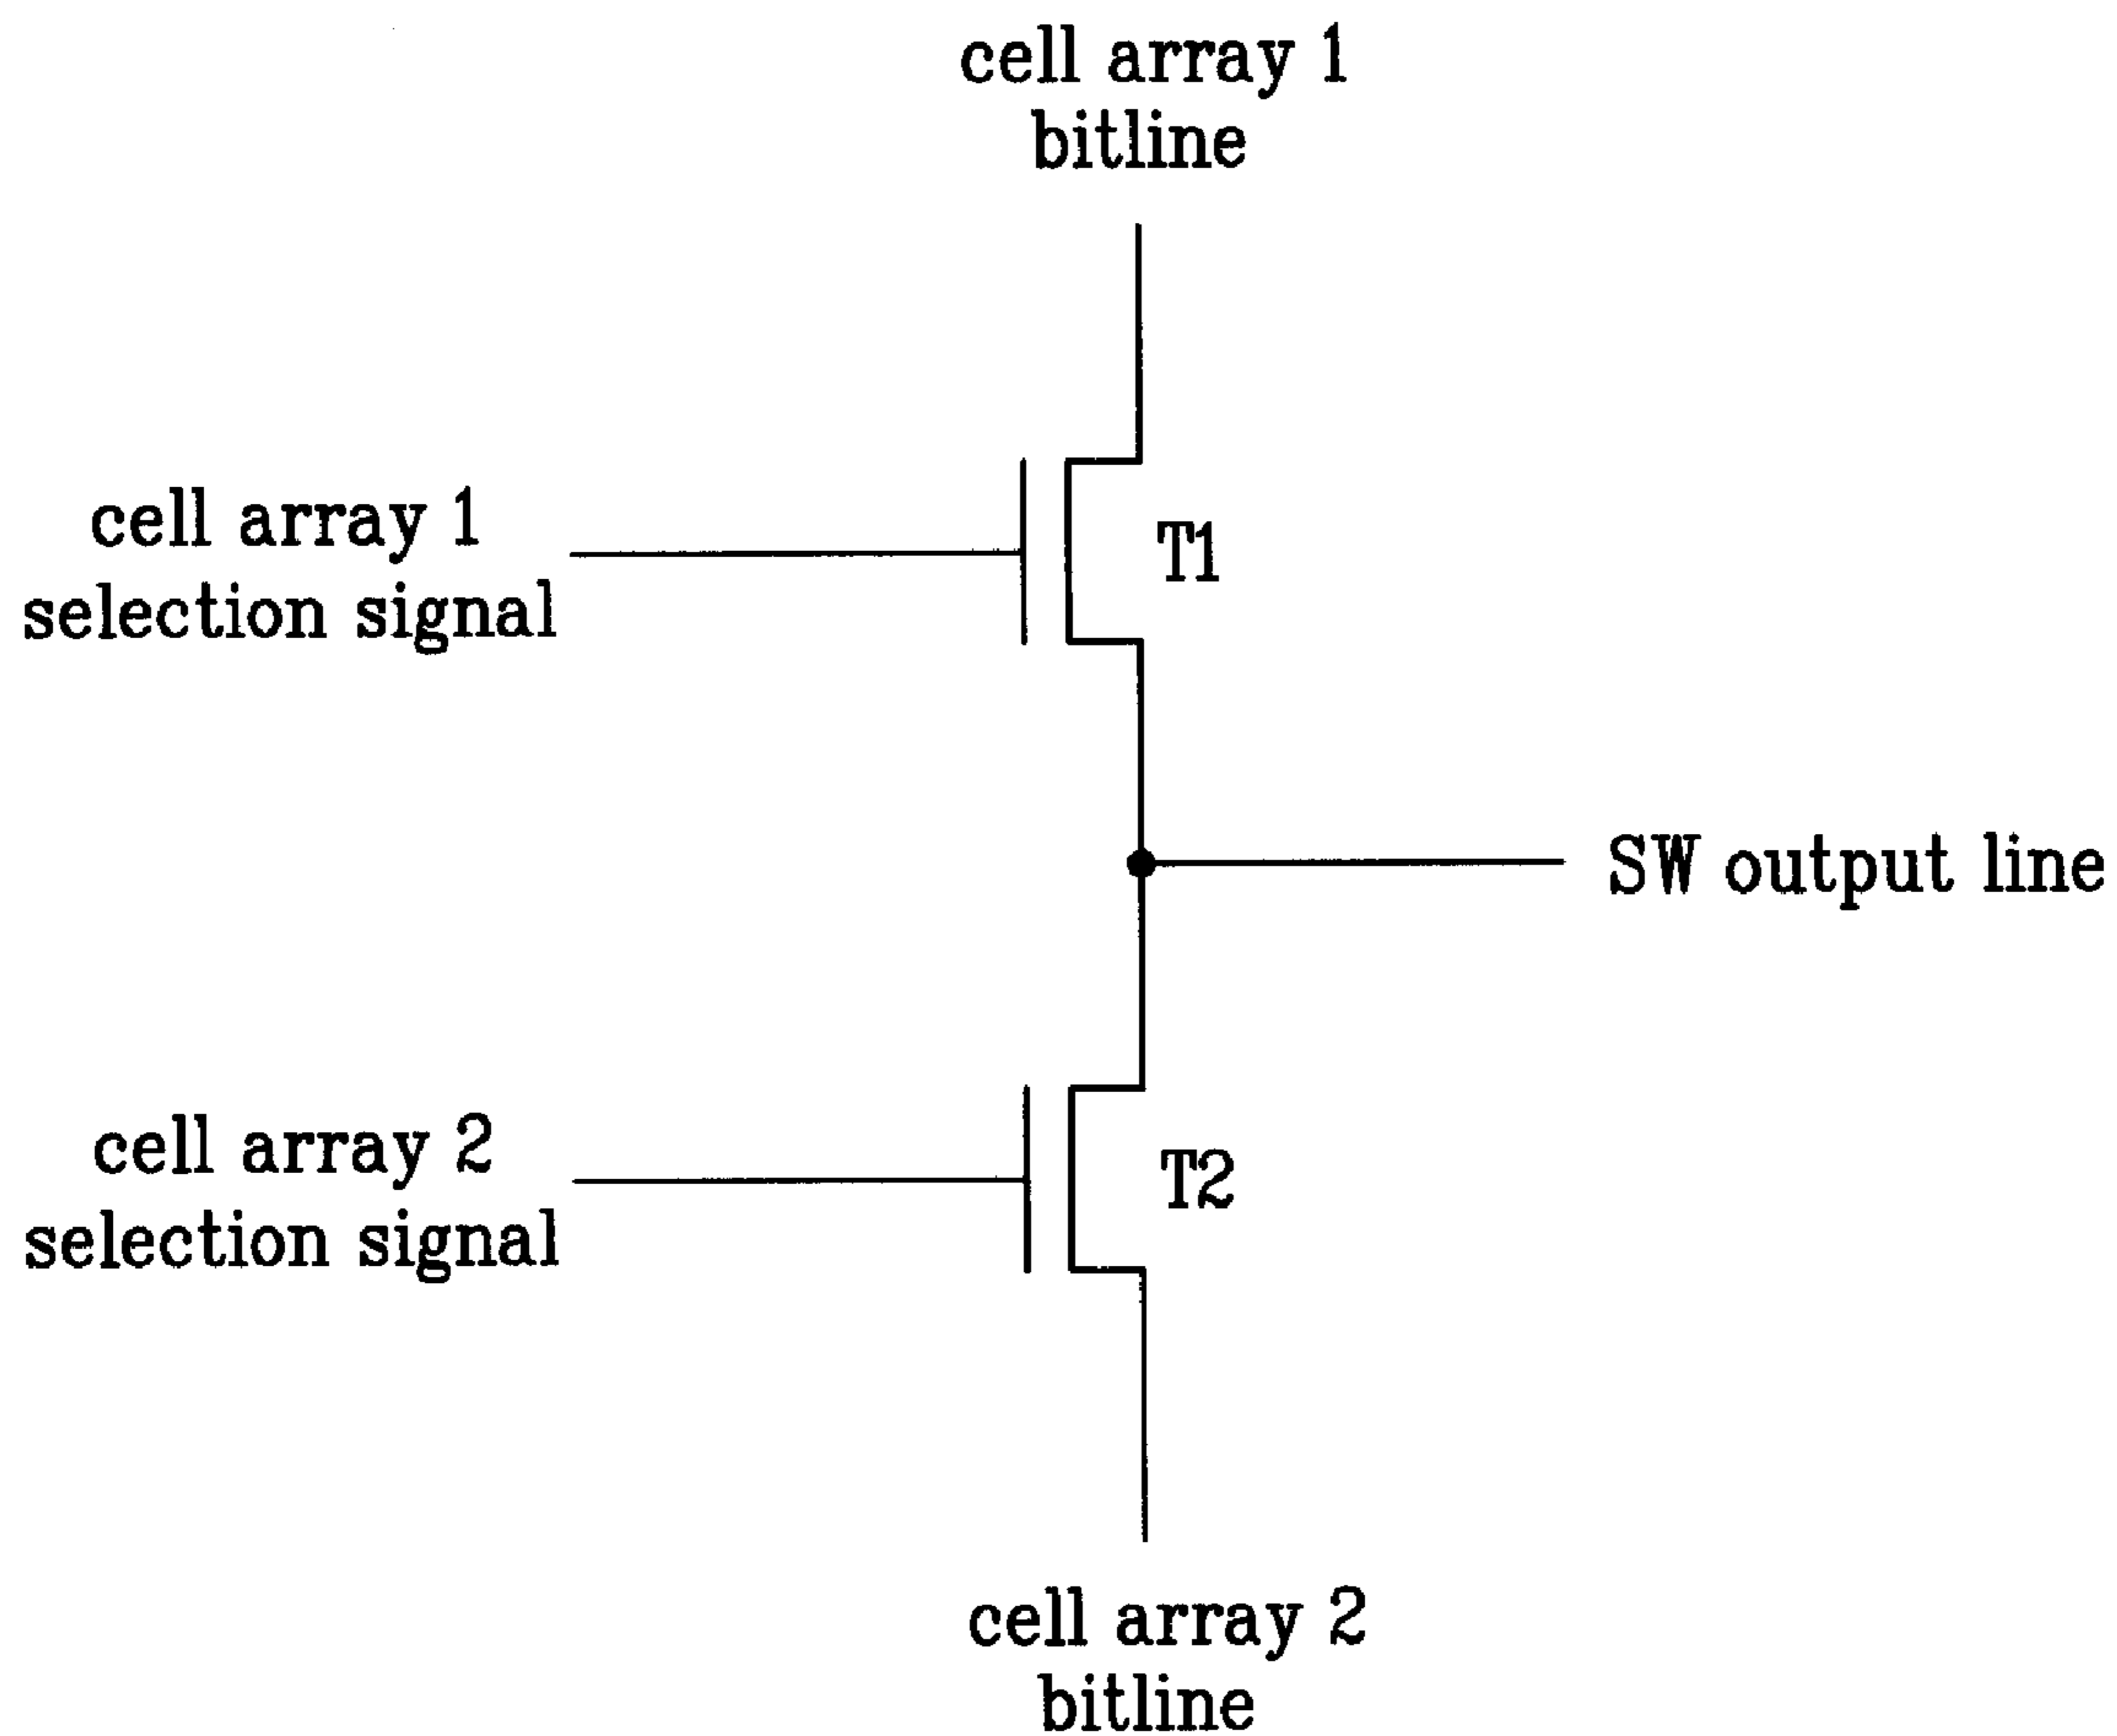 cell array 1
bitline
cell array 1
selection signal
T1
SW output line
cell array 2
selection signal
T2
cell array 2
bitline